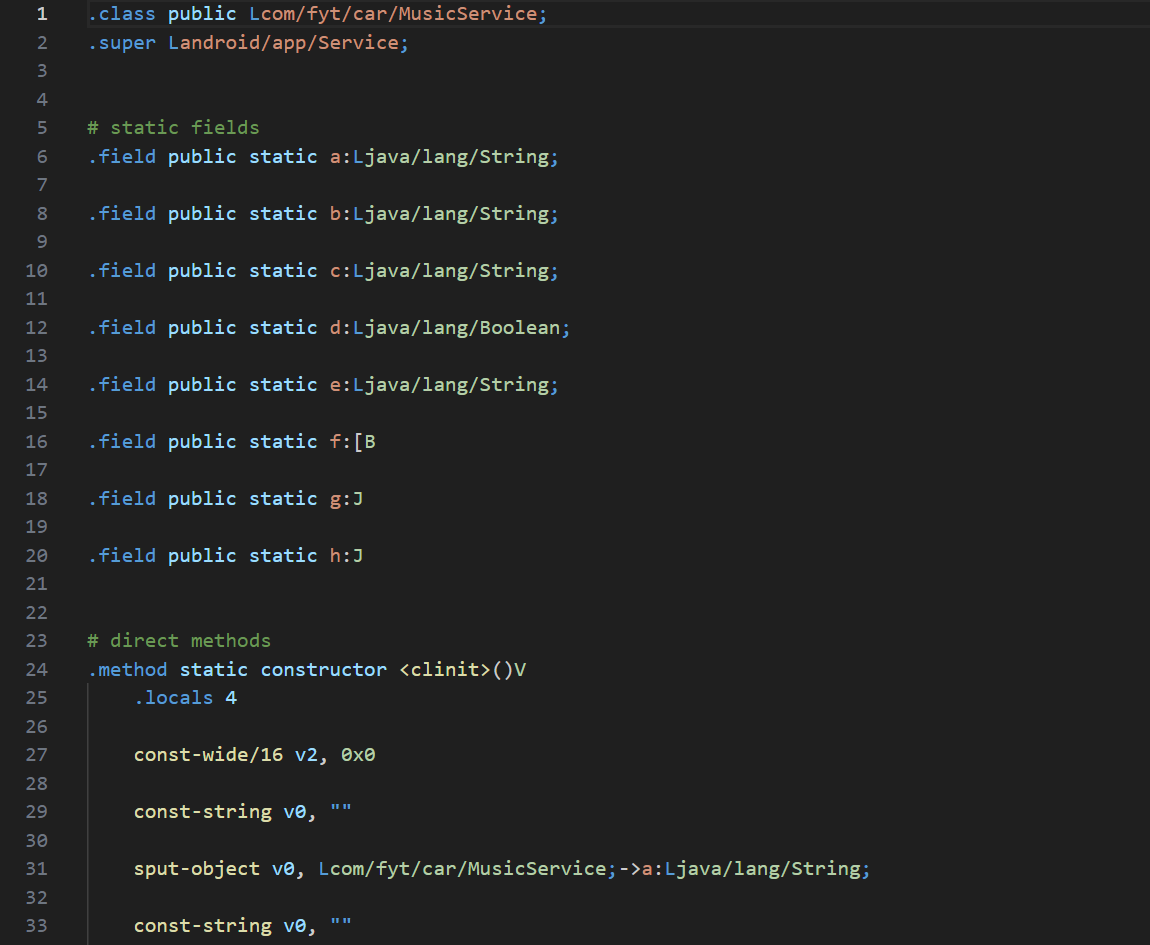 1 .class public Lcom/fyt/car/MusicService;
2 .super Landroid/app/Service;
3
4
5 # static fields
6 .field public static a:Ljava/lang/String;
7
8 .field public static b:Ljava/lang/String;
9
10 .field public static c:Ljava/lang/String;
11
12 .field public static d:Ljava/lang/Boolean;
13
14 .field public static e:Ljava/lang/String;
15
16 .field public static f:[B
17
18 .field public static g:J
19
20 .field public static h:J
21
22
23 # direct methods
24 .method static constructor <clinit>()V
25     .locals 4
26
27     const-wide/16 v2, 0x0
28
29     const-string v0, ""
30
31     sput-object v0, Lcom/fyt/car/MusicService;->a:Ljava/lang/String;
32
33     const-string v0, ""